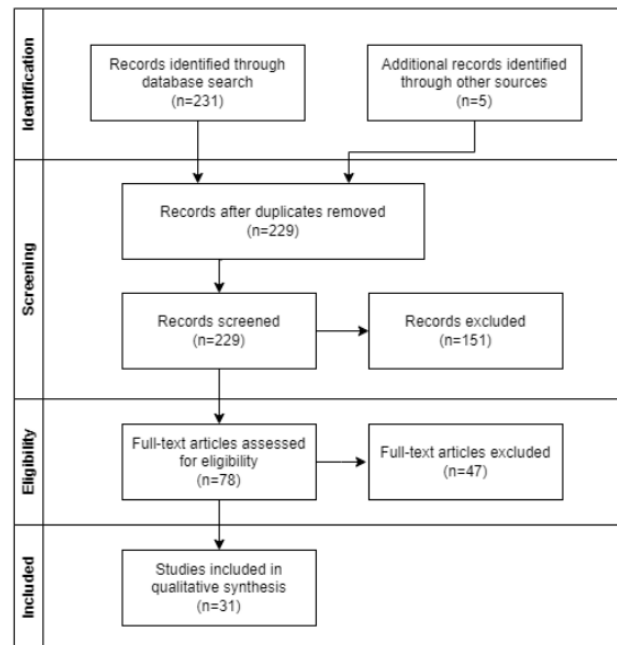 Identification
Records identified through
database search
(n=231)
Additional records identified
through other sources
(n=5)
Screening
Records after duplicates removed
(n=229)
Records screened
(n=229)
Records excluded
(n=151)
Eligibility
Full-text articles assessed
for eligibility
(n=78)
Full-text articles excluded
(n=47)
Included
Studies included in
qualitative synthesis
(n=31)